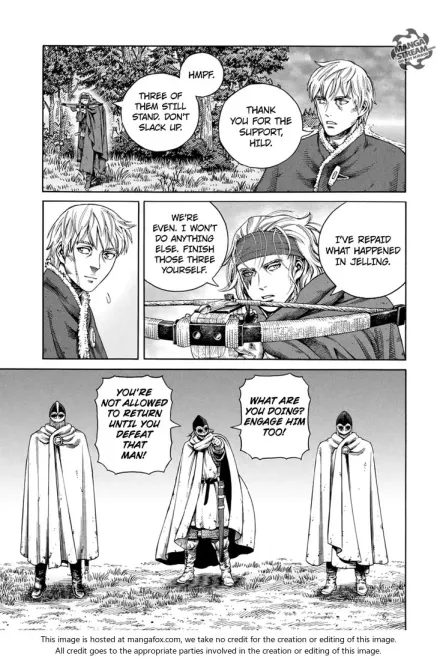 MANGA
STREAM
HMPF.
THREE OF
THEM STILL
STAND. DON'T
SLACK UP.
THANK
YOU FOR THE
SUPPORT,
HILD.
WE'RE
EVEN. I WON'T
DO ANYTHING
ELSE. FINISH
THOSE THREE
YOURSELF.
I'VE REPAID
WHAT HAPPENED
IN JELLING.
YOU'RE
NOT ALLOWED
TO RETURN
UNTIL YOU
DEFEAT
THAT
MAN!
WHAT ARE
YOU DOING?
ENGAGE HIM
TOO!
This image is hosted at mangafox.com, we take no credit for the creation or editing of this image.
All credit goes to the appropriate parties involved in the creation or editing of this image.